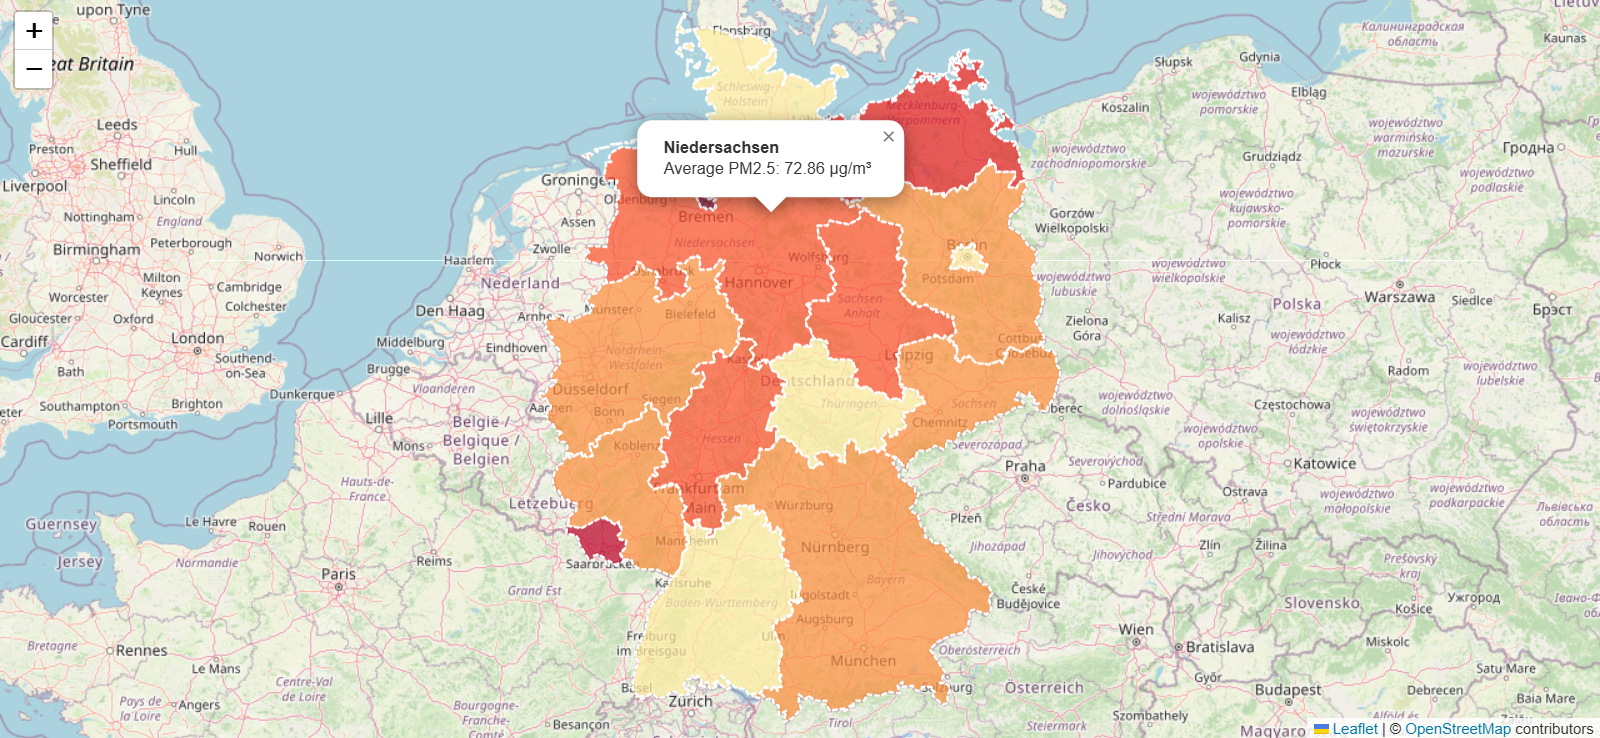 +
−
upon Tyne
eat Britain
Leeds
Preston
Hull
Sheffield
Liverpool
Lincoln
Nottingham
England
Birmingham
Peterborough
Norwich
Milton
Keynes
Cambridge
Worcester
Colchester
Gloucester
Oxford
Cardiff
London
Southend-
on-Sea
Bath
Southampton
Brighton
Portsmouth
Exeter
Guernsey
Jersey
Le Havre
Rouen
Normandie
Paris
Reims
Hauts-de-
France
Grand Est
Bretagne
Rennes
Le Mans
Pays de
la Loire
Angers
Centre-Val
de Loire
Bourgogne-
Franche-
Comté
Besançon
Dunkerque
Lille
Brugge
Middelburg
Vlaanderen
België /
Belgique /
Belgien
Mons
Lëtzebuerg
Groningen
Assen
Zwolle
Haarlem
Nederland
Den Haag
Arnhem
Eindhoven
Flensburg
Schleswig-
Holstein
Mecklenburg-
Vorpommern
Niedersachsen
Average PM2.5: 72.86 µg/m³
×
Oldenburg
Bremen
Niedersachsen
Wolfsburg
Osnabrück
Hannover
Berlin
Potsdam
Münster
Bielefeld
Sachsen-
Anhalt
Cottbus -
Chóśebuz
Nordrhein-
Westfalen
Kassel
Leipzig
Deutschland
Düsseldorf
Aachen
Bonn
Siegen
Thüringen
Sachsen
Chemnitz
Liberec
Koblenz
Hessen
Frankfurt am
Main
Würzburg
Mannheim
Saarbrücken
Nürnberg
Karlsruhe
Baden-Württemberg
Bayern
Ingolstadt
Augsburg
Ulm
Freiburg
im Breisgau
München
Basel
Zürich
Salzburg
Tirol
Österreich
Oberösterreich
Steiermark
Wien
Severozápad
Praha
Severovýchod
Pardubice
Česko
Plzeň
Střední Morava
Jihozápad
Jihovýchod
Zlín
České
Budějovice
Ostrava
Žilina
Bratislava
Slovensko
Prešovský
kraj
Košice
Győr
Budapest
Miskolc
Debrecen
Szombathely
Magyarország
Satu Mare
Baia Mare
Ужгород
Івано-Ф
Львівська
область
Słupsk
Gdynia
Koszalin
Elbląg
województwo
pomorskie
województwo
zachodniopomorskie
Grudziądz
województwo
warmińsko-
mazurskie
województwo
kujawsko-
pomorskie
województwo
podlaskie
Gorzów
Wielkopolski
Płock
województwo
wielkopolskie
województwo
lubuskie
Polska
Warszawa
Siedlce
Zielona
Góra
Kalisz
województwo
łódzkie
Radom
województwo
lubelskie
województwo
dolnośląskie
Częstochowa
województwo
opolskie
województwo
świętokrzyskie
Katowice
województwo
małopolskie
województwo
podkarpackie
Калининградская
область
Lietuva
Kaunas
Гродна
Брэст
Leaflet | © OpenStreetMap contributors